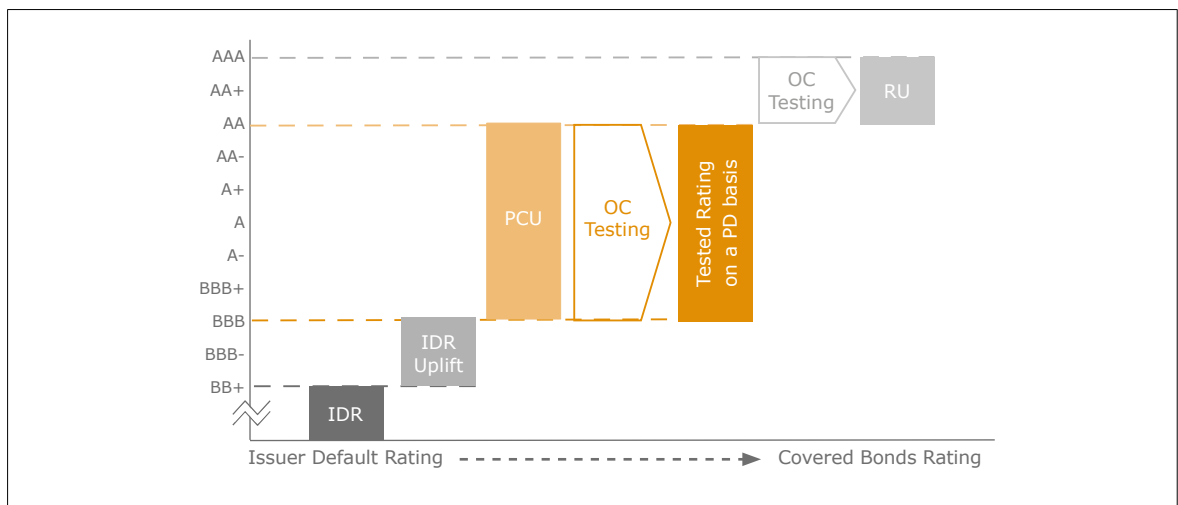 AAA
AA+
AA
AA-
A+
A
A-
BBB+
BBB
BBB-
BB+
IDR
IDR
Uplift
PCU
OC
Testing
Tested Rating
on a PD basis
OC
Testing
RU
Issuer Default Rating
Covered Bonds Rating